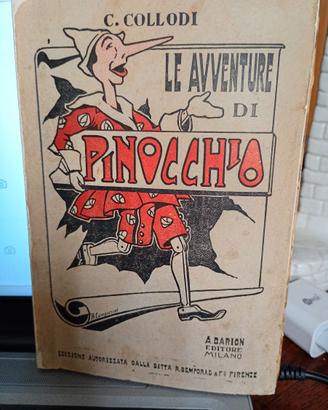 C. COLLODI
LE AVVENTURE
DI
PINOCCHIO
A. BARION
EDITORE
MILANO
EDIZIONE AUTORIZZATA DALLA DITTA R. BEMPORAD & F. FIRENZE